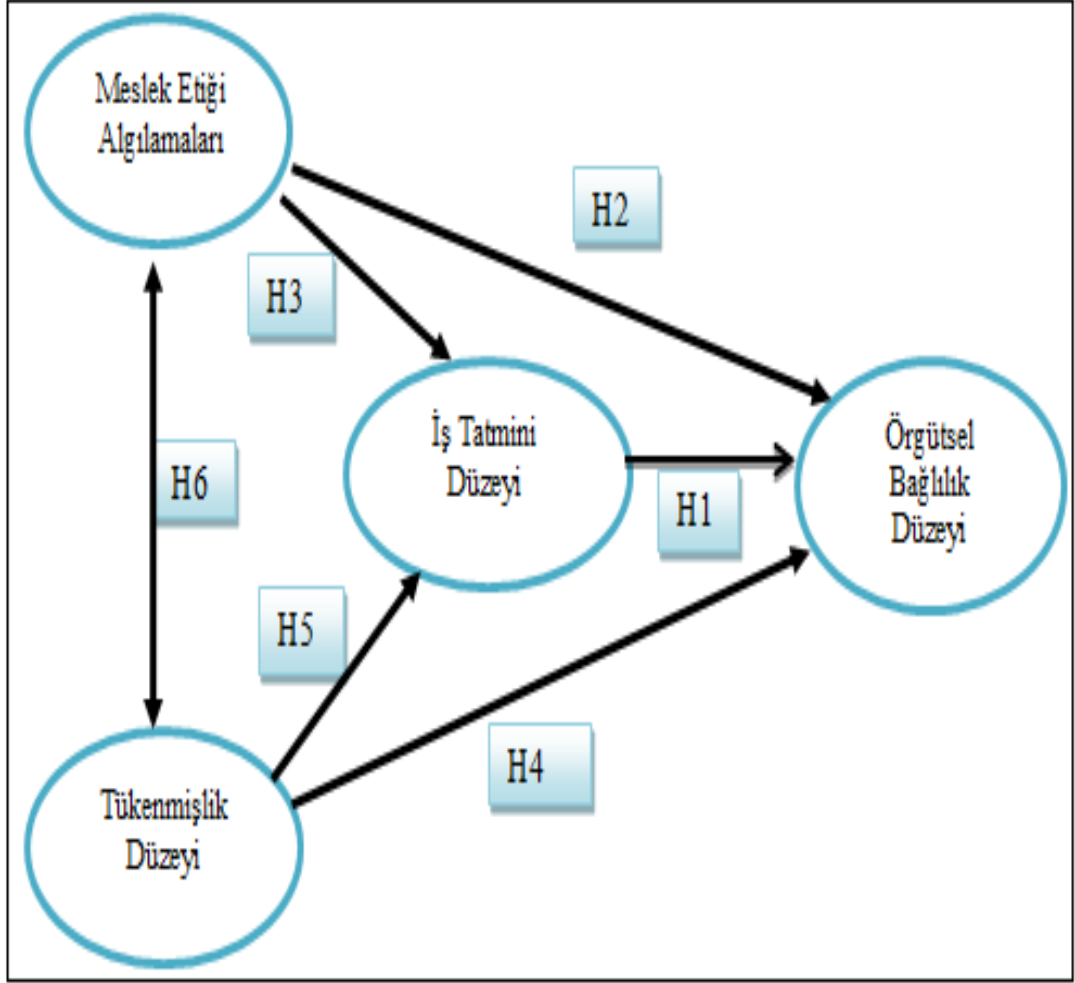 Meslek Etiği
Algılamaları
H2
H3
İş Tatmini
Düzeyi
Örgütsel
Bağlılık
Düzeyi
H6
H1
H5
H4
Tükenmişlik
Düzeyi